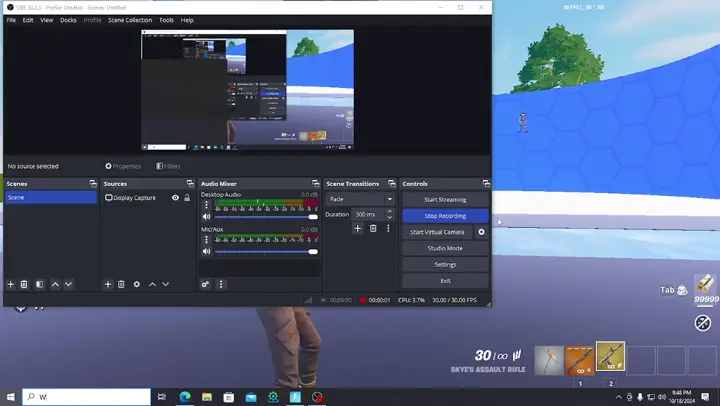 OBS 30.2.3 - Profile: Untitled - Scenes: Untitled
File Edit View Docks Profile Scene Collection Tools Help
No source selected
Properties
Filters
Scenes
Scene
Sources
Display Capture
Audio Mixer
Desktop Audio 0.0 dB
Mic/Aux 0.0 dB
Scene Transitions
Fade
Duration 300 ms
Controls
Start Streaming
Stop Recording
Start Virtual Camera
Studio Mode
Settings
Exit
00:00:00
00:00:01
CPU: 3.7%
30.00 / 30.00 FPS
Tab
99999
30/∞
SKYE'S ASSAULT RIFLE
1
2
W
9:48 PM
10/18/2024